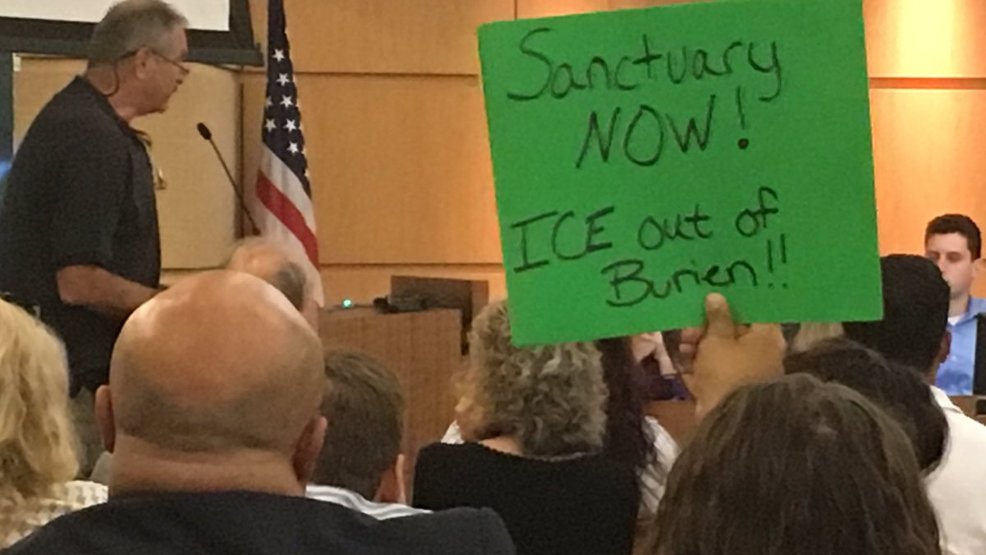 Sanctuary
NOW!
ICE out of
Burien!!